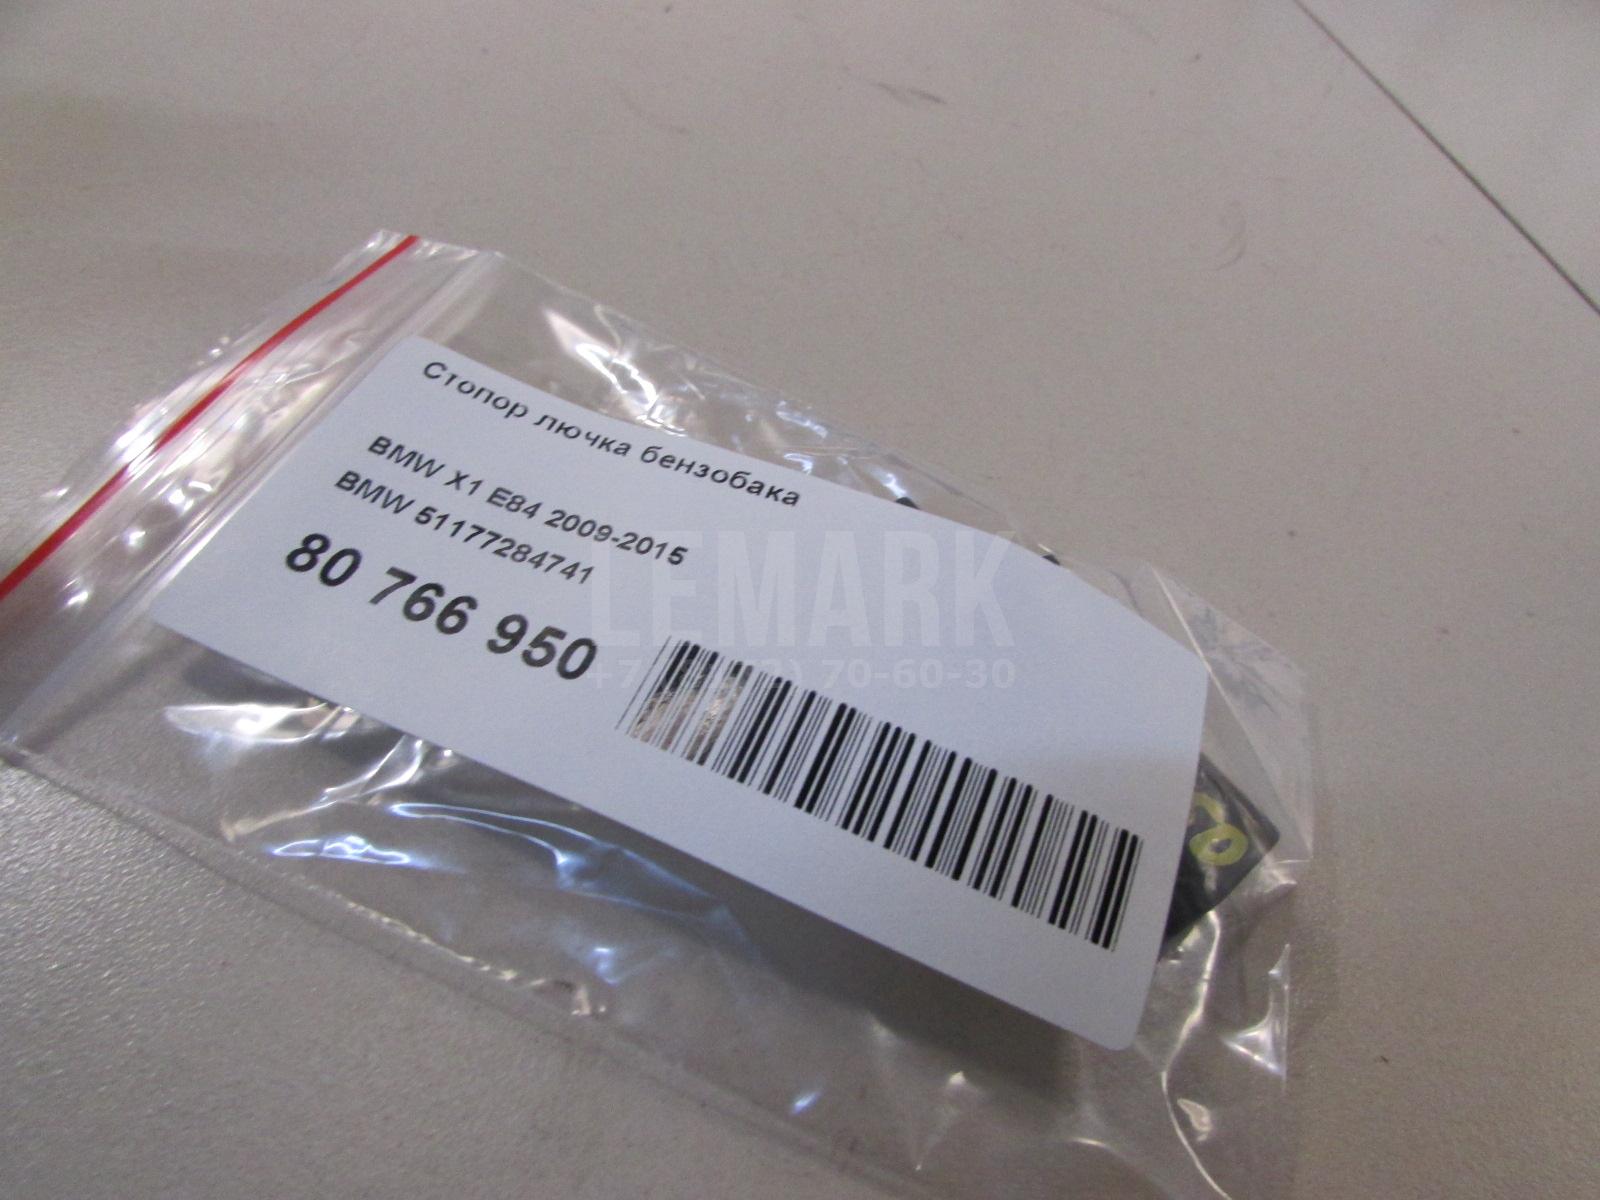 Стопор лючка бензобака
BMW X1 E84 2009-2015
BMW 51177284741
80 766 950
LEMARK
70-60-30